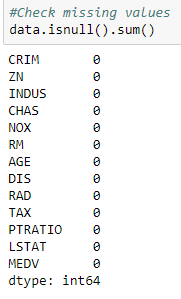 #Check missing values
data.isnull().sum()
CRIM 0
ZN 0
INDUS 0
CHAS 0
NOX 0
RM 0
AGE 0
DIS 0
RAD 0
TAX 0
PTRATIO 0
LSTAT 0
MEDV 0
dtype: int64